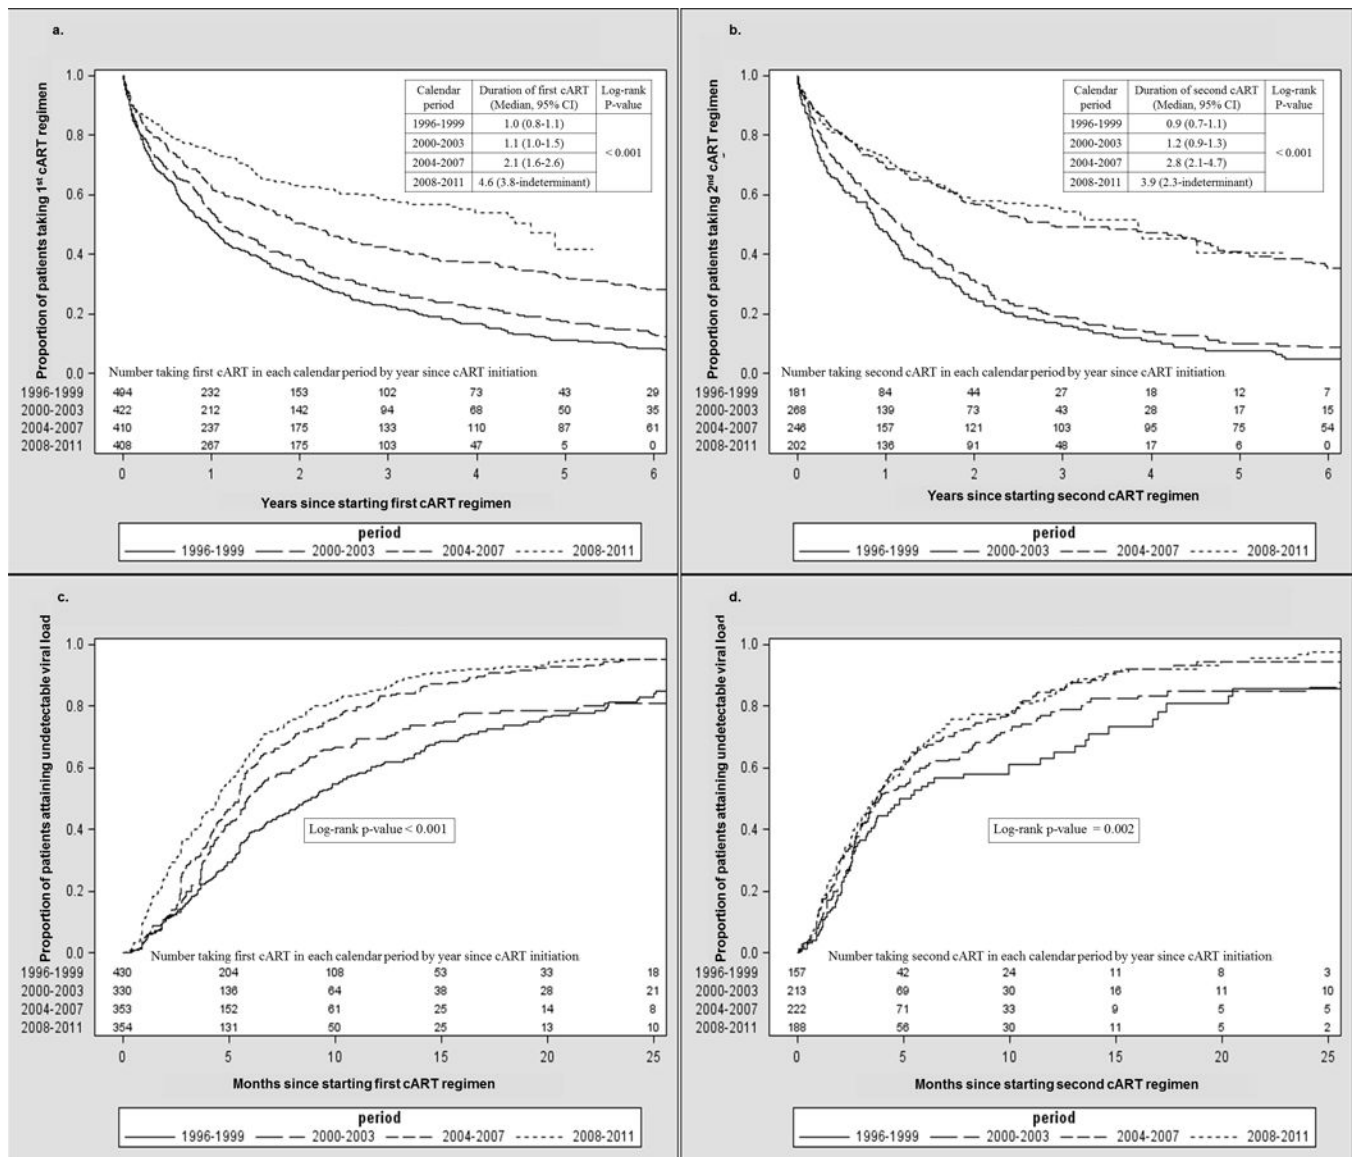 a.
Proportion of patients taking 1st cART regimen
1.0
0.8
0.6
0.4
0.2
0.0
Calendar period Duration of first cART (Median, 95% CI) Log-rank P-value
1996-1999 1.0 (0.8-1.1)
2000-2003 1.1 (1.0-1.5)
< 0.001
2004-2007 2.1 (1.6-2.6)
2008-2011 4.6 (3.8-indeterminant)
Number taking first cART in each calendar period by year since cART initiation
1996-1999 494 232 153 102 73 43 29
2000-2003 422 212 142 94 68 50 35
2004-2007 410 237 175 133 110 87 61
2008-2011 408 267 175 103 47 5 0
0 1 2 3 4 5 6
Years since starting first cART regimen
period
1996-1999 2000-2003 2004-2007 2008-2011
b.
Proportion of patients taking 2nd cART regimen
1.0
0.8
0.6
0.4
0.2
0.0
Calendar period Duration of second cART (Median, 95% CI) Log-rank P-value
1996-1999 0.9 (0.7-1.1)
2000-2003 1.2 (0.9-1.3)
< 0.001
2004-2007 2.8 (2.1-4.7)
2008-2011 3.9 (2.3-indeterminant)
Number taking second cART in each calendar period by year since cART initiation
1996-1999 181 84 44 27 18 12 7
2000-2003 268 139 73 43 28 17 15
2004-2007 246 157 121 103 95 75 54
2008-2011 202 136 91 48 17 6 0
0 1 2 3 4 5 6
Years since starting second cART regimen
period
1996-1999 2000-2003 2004-2007 2008-2011
c.
Proportion of patients attaining undetectable viral load
1.0
0.8
0.6
0.4
0.2
0.0
Log-rank p-value < 0.001
Number taking first cART in each calendar period by year since cART initiation
1996-1999 430 204 108 53 33 18
2000-2003 330 136 64 38 28 21
2004-2007 353 152 61 25 14 8
2008-2011 354 131 50 25 13 10
0 5 10 15 20 25
Months since starting first cART regimen
period
1996-1999 2000-2003 2004-2007 2008-2011
d.
Proportion of patients attaining undetectable viral load
1.0
0.8
0.6
0.4
0.2
0.0
Log-rank p-value = 0.002
Number taking second cART in each calendar period by year since cART initiation
1996-1999 157 42 24 11 8 3
2000-2003 213 69 30 16 11 10
2004-2007 222 71 33 9 5 5
2008-2011 188 56 30 11 5 2
0 5 10 15 20 25
Months since starting second cART regimen
period
1996-1999 2000-2003 2004-2007 2008-2011